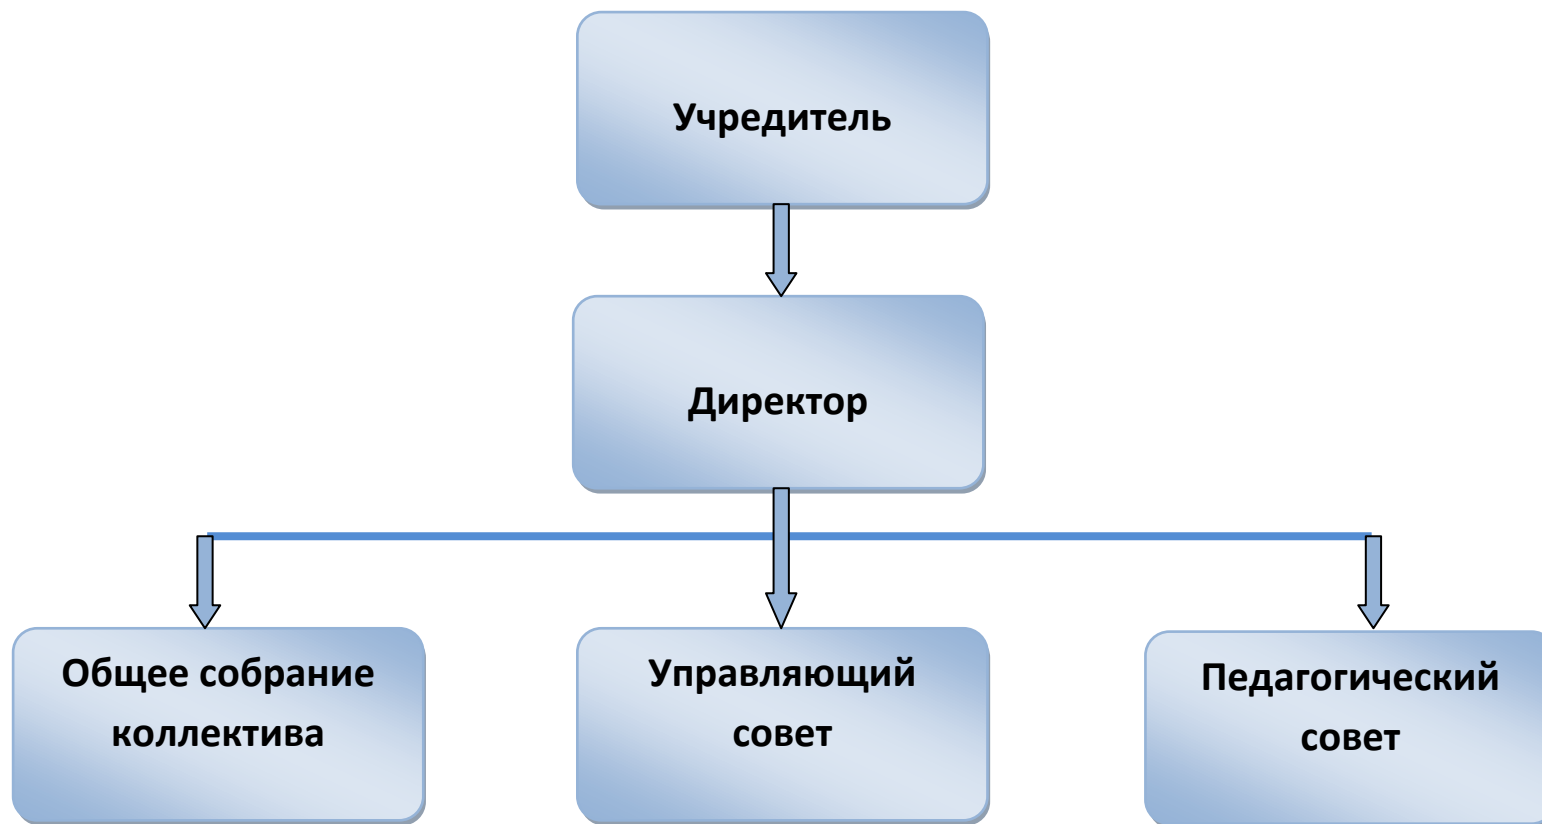 Учредитель
Директор
Общее собрание
коллектива
Управляющий
совет
Педагогический
совет